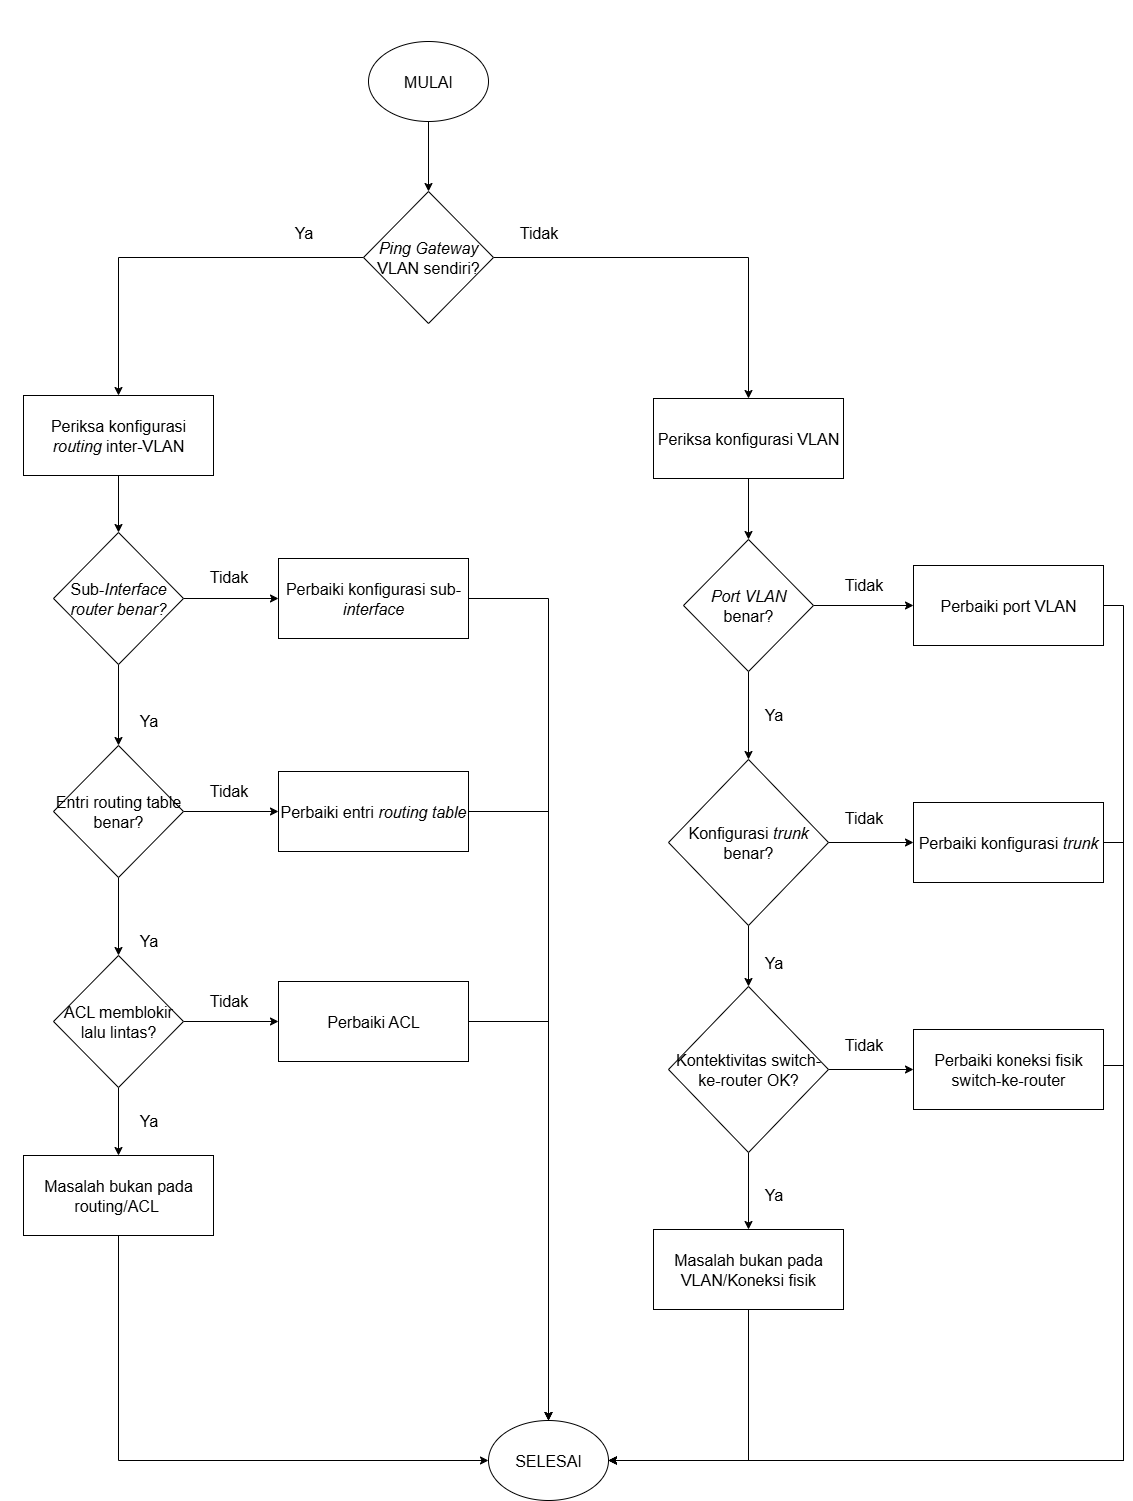 MULAI
Ya
Tidak
Ping Gateway
VLAN sendiri?
Periksa konfigurasi
routing inter-VLAN
Periksa konfigurasi VLAN
Sub-Interface
router benar?
Tidak
Perbaiki konfigurasi sub-
interface
Port VLAN
benar?
Tidak
Perbaiki port VLAN
Ya
Ya
Entri routing table
benar?
Tidak
Perbaiki entri routing table
Konfigurasi trunk
benar?
Tidak
Perbaiki konfigurasi trunk
Ya
Ya
ACL memblokir
lalu lintas?
Tidak
Perbaiki ACL
Kontektivitas switch-
ke-router OK?
Tidak
Perbaiki koneksi fisik
switch-ke-router
Ya
Ya
Masalah bukan pada
routing/ACL
Masalah bukan pada
VLAN/Koneksi fisik
SELESAI